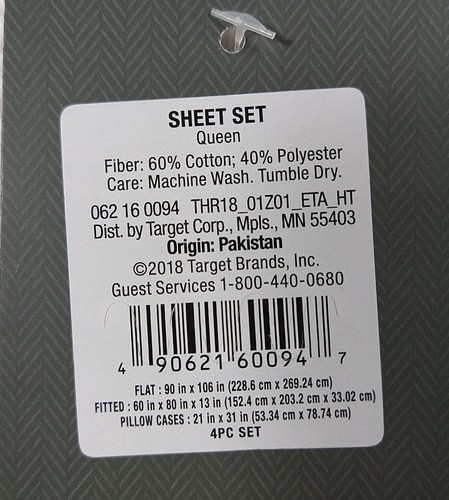 SHEET SET
Queen
Fiber: 60% Cotton; 40% Polyester
Care: Machine Wash. Tumble Dry.
062 16 0094 THR18_01Z01_ETA_HT
Dist. by Target Corp., Mpls., MN 55403
Origin: Pakistan
©2018 Target Brands, Inc.
Guest Services 1-800-440-0680
4 90621 60094 7
FLAT : 90 in x 106 in (228.6 cm x 269.24 cm)
FITTED : 60 in x 80 in x 13 in (152.4 cm x 203.2 cm x 33.02 cm)
PILLOW CASES : 21 in x 31 in (53.34 cm x 78.74 cm)
4PC SET